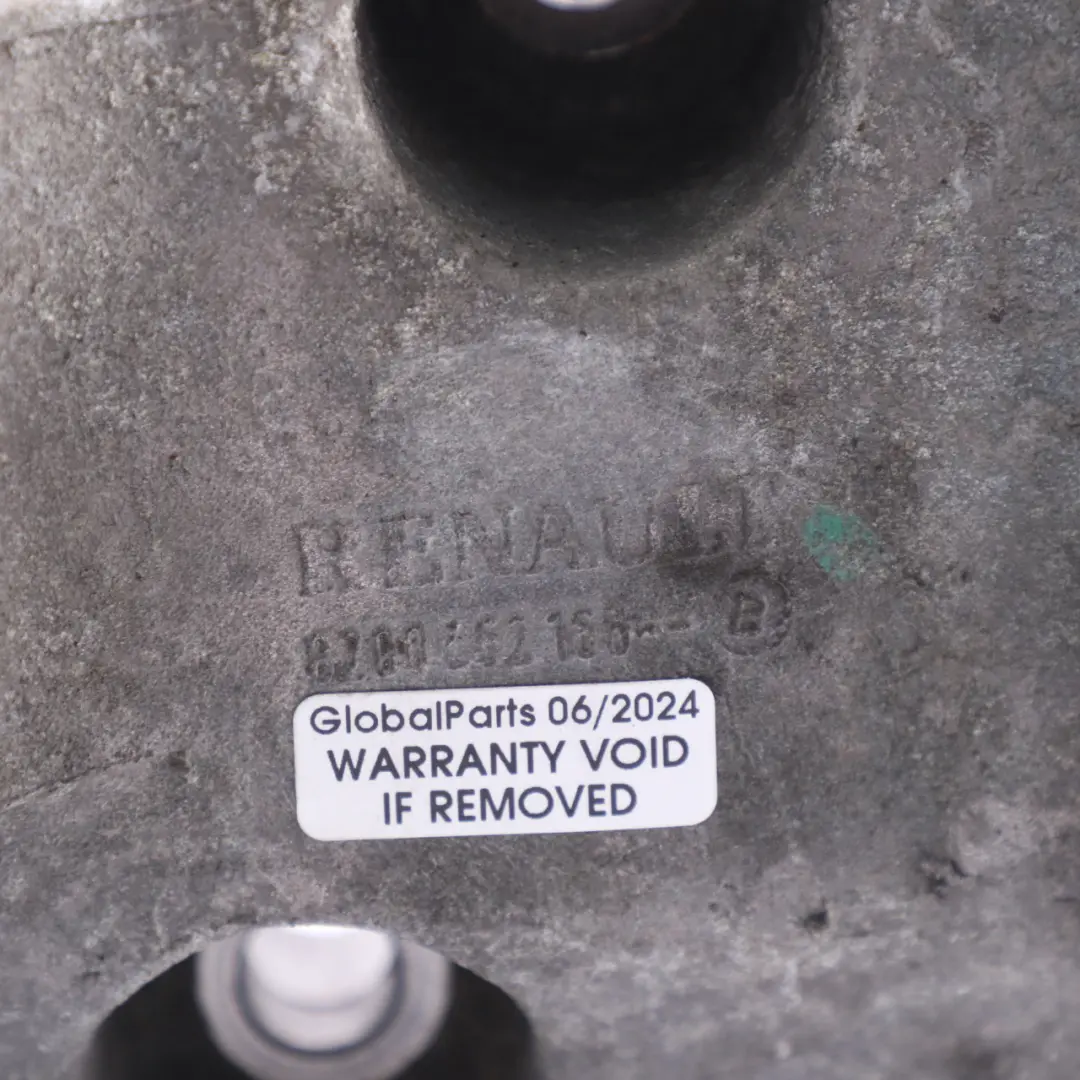 RENAULT
B
GlobalParts 06/2024
WARRANTY VOID
IF REMOVED